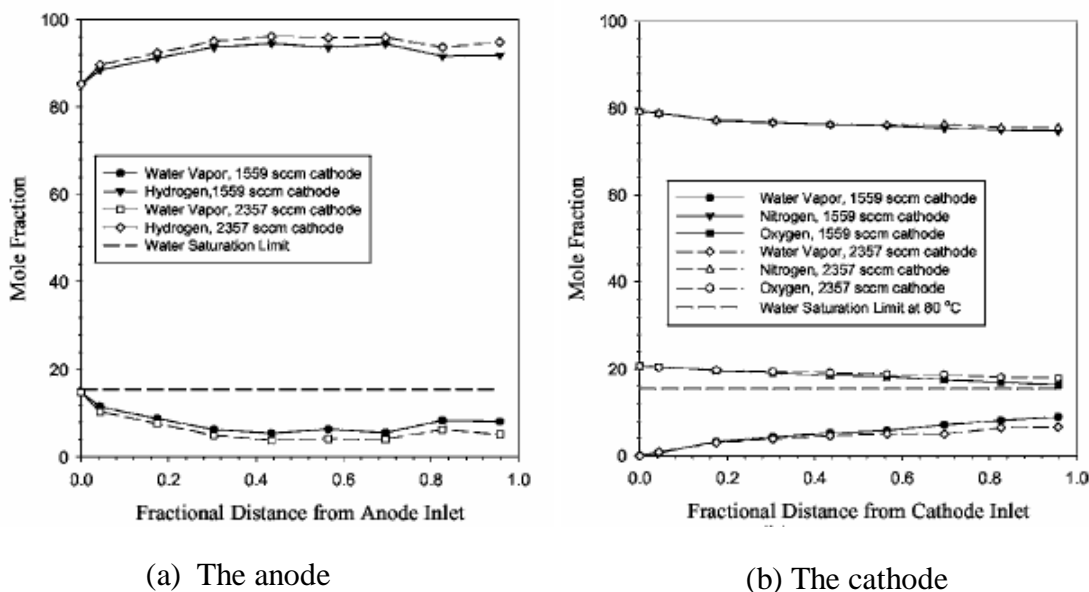 100
80
60
40
20
0
Mole Fraction
Water Vapor, 1559 sccm cathode
Hydrogen,1559 sccm cathode
Water Vapor, 2357 sccm cathode
Hydrogen, 2357 sccm cathode
Water Saturation Limit
0.0 0.2 0.4 0.6 0.8 1.0
Fractional Distance from Anode Inlet
(a) The anode
100
80
60
40
20
0
Mole Fraction
Water Vapor, 1559 sccm cathode
Nitrogen, 1559 sccm cathode
Oxygen, 1559 sccm cathode
Water Vapor, 2357 sccm cathode
Nitrogen, 2357 sccm cathode
Oxygen, 2357 sccm cathode
Water Saturation Limit at 80 °C
0.0 0.2 0.4 0.6 0.8 1.0
Fractional Distance from Cathode Inlet
(b) The cathode